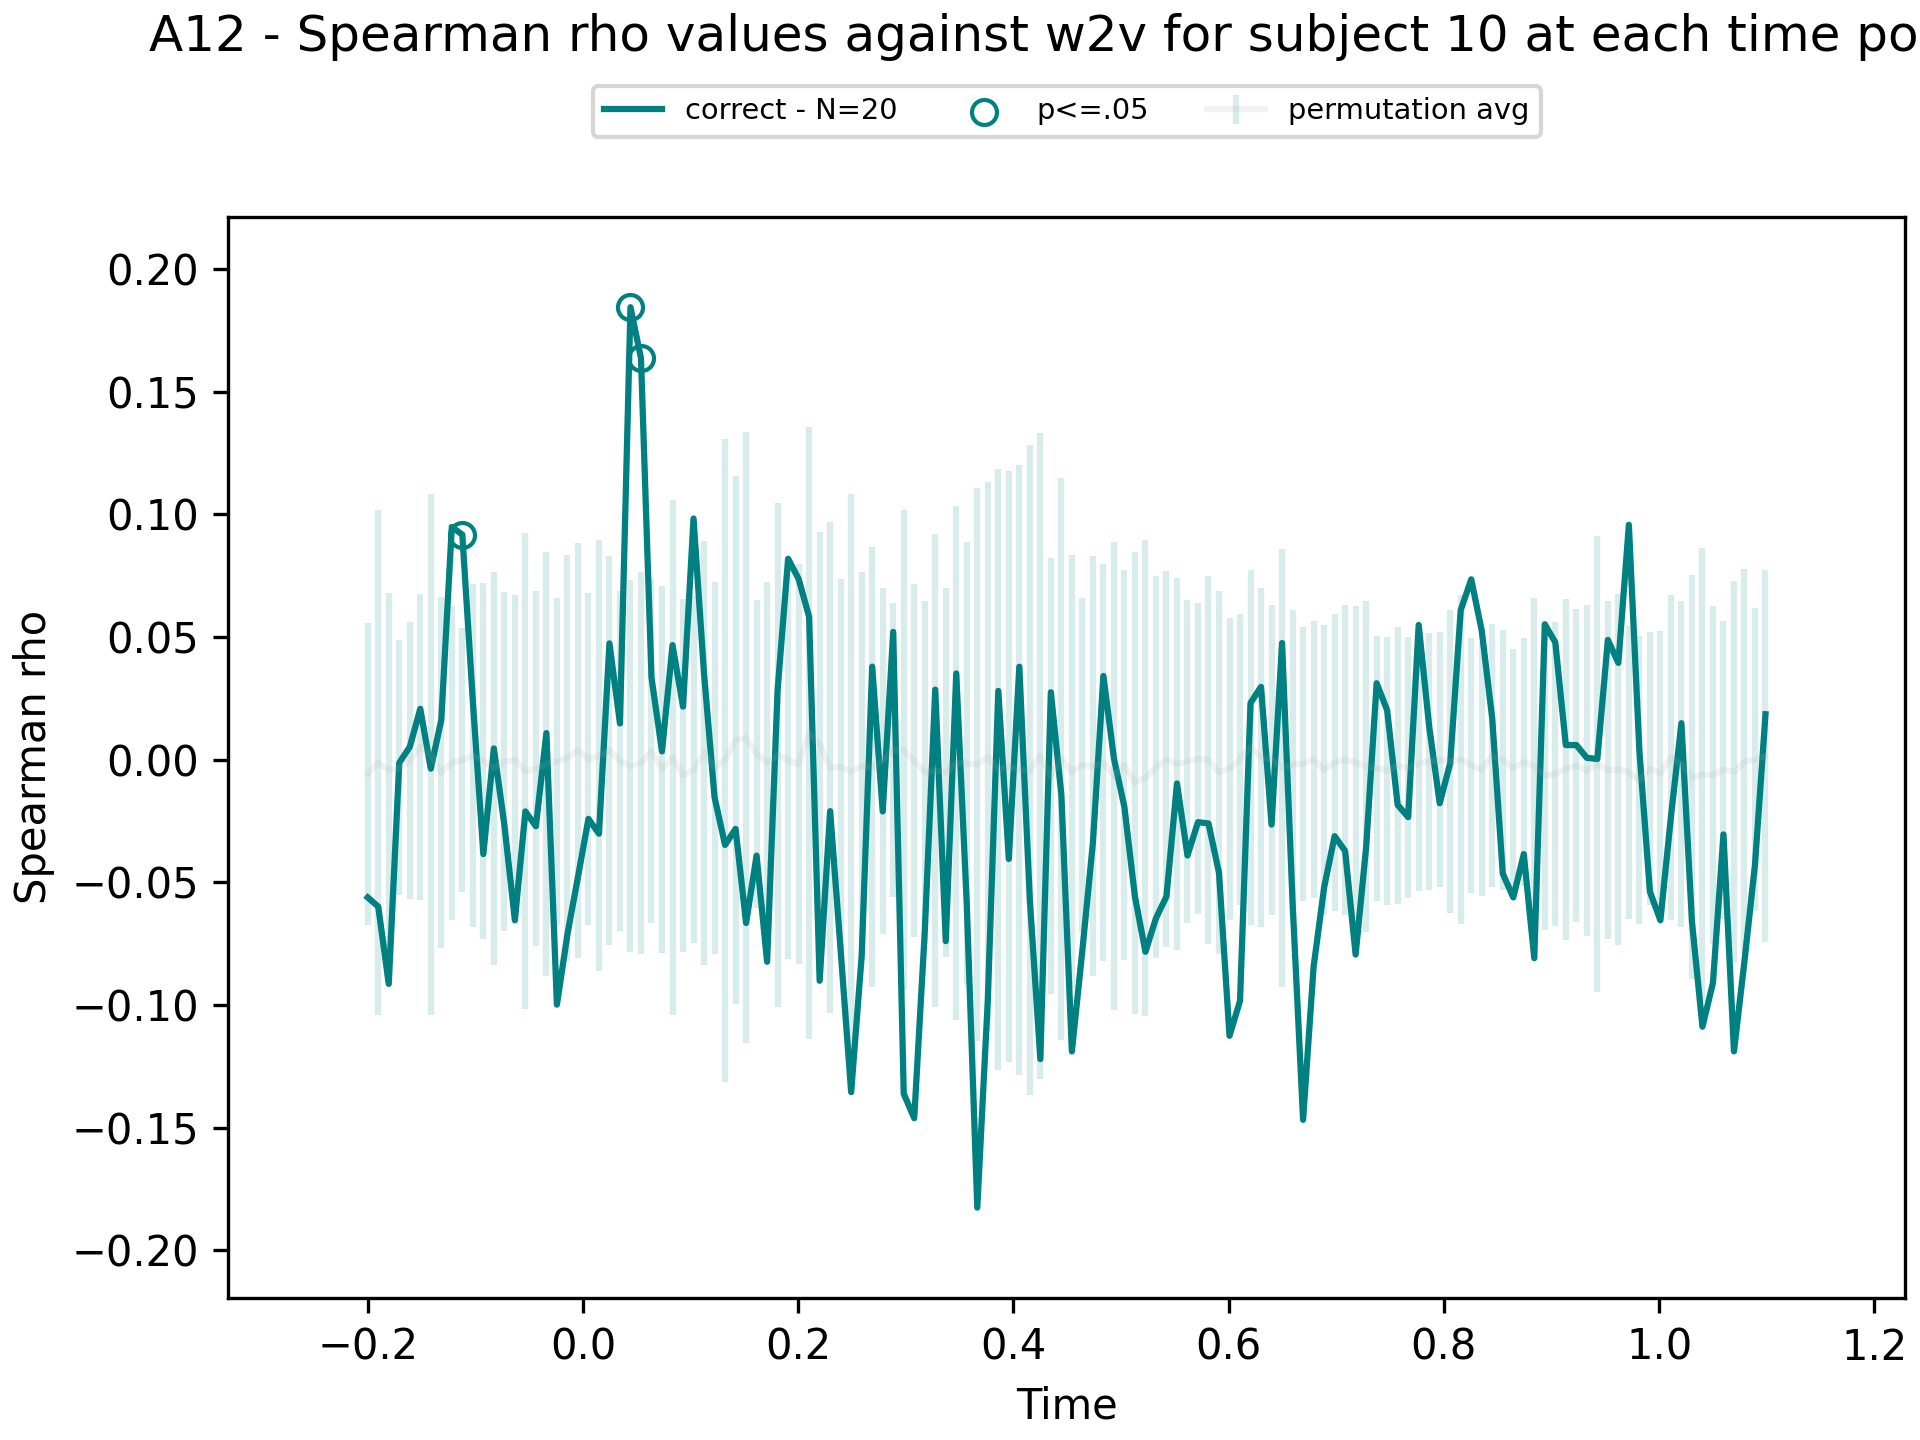 A12 - Spearman rho values against w2v for subject 10 at each time po
correct - N=20 p<=.05 permutation avg
0.20
0.15
0.10
0.05
0.00
−0.05
−0.10
−0.15
−0.20
Spearman rho
−0.2 0.0 0.2 0.4 0.6 0.8 1.0 1.2
Time